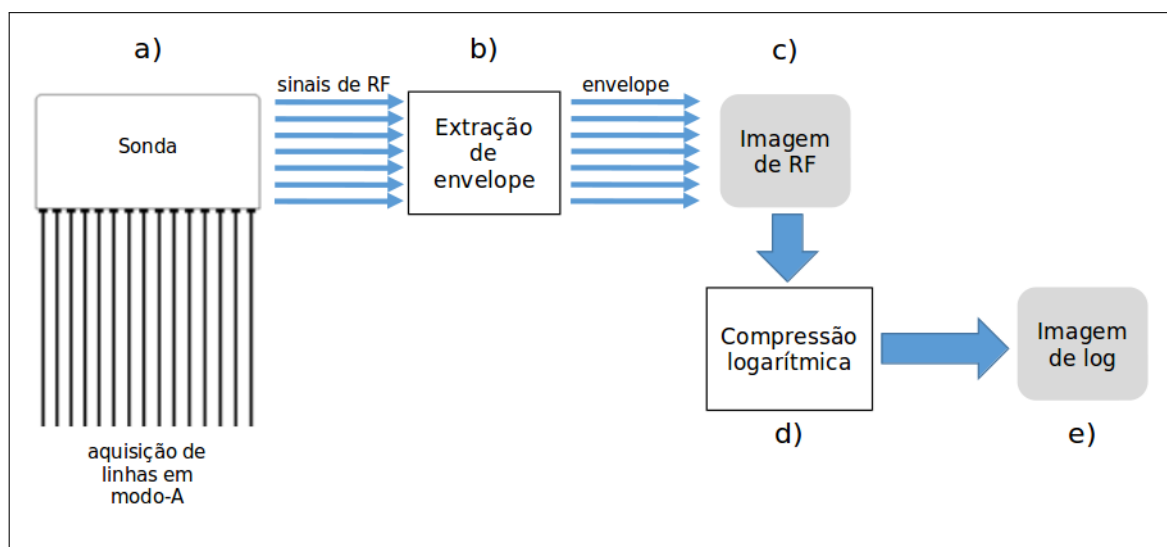 a)
b)
c)
sinais de RF
envelope
Sonda
Extração
de
envelope
Imagem
de RF
Compressão
logarítmica
Imagem
de log
d)
e)
aquisição de
linhas em
modo-A